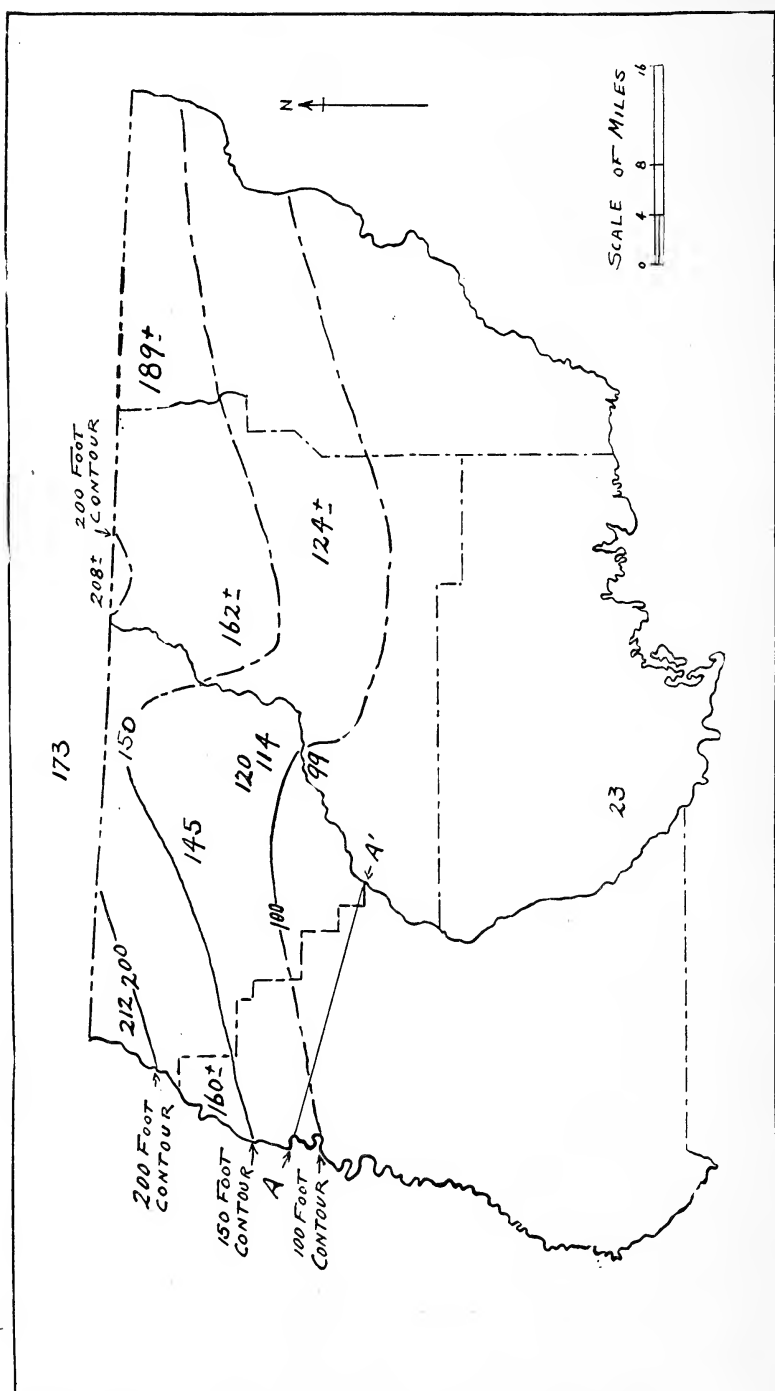 173
208±
200 FOOT
CONTOUR
N
SCALE OF MILES
0 4 8 16
212
200
150
189±
145
162±
160±
120
114
124±
200 FOOT
CONTOUR
150 FOOT
CONTOUR
A
100
99
100 FOOT
CONTOUR
A'
23